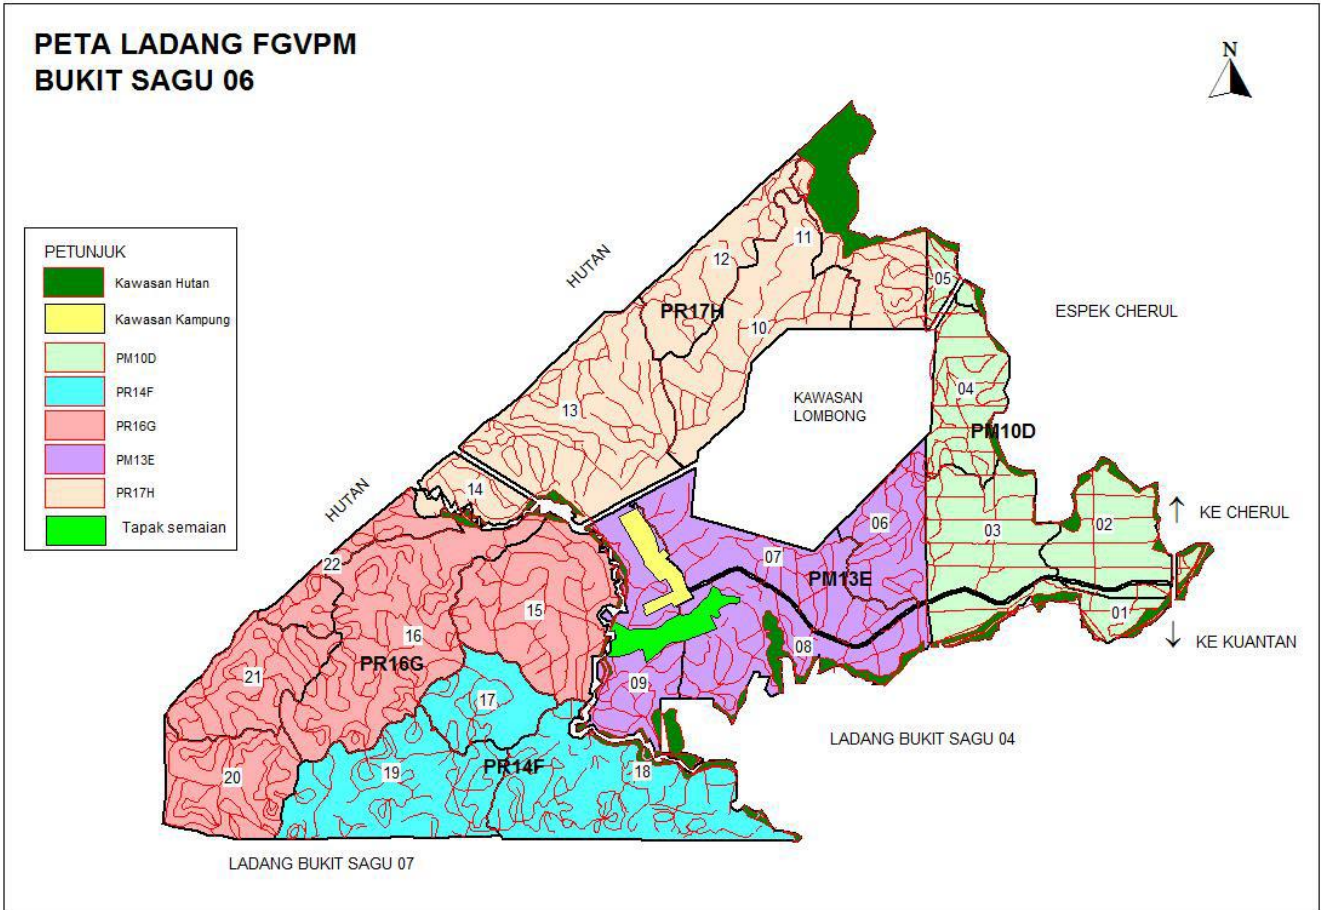 PETA LADANG FGVPM
BUKIT SAGU 06
N
PETUNJUK
Kawasan Hutan
Kawasan Kampung
PM10D
PR14F
PR16G
PM13E
PR17H
Tapak semaian
HUTAN
HUTAN
ESPEK CHERUL
KAWASAN
LOMBONG
KE CHERUL
KE KUANTAN
LADANG BUKIT SAGU 04
LADANG BUKIT SAGU 07
PR17H
PM10D
PM13E
PR16G
PR14F
11
12
05
10
04
13
14
06
02
03
07
22
15
01
16
08
21
09
17
18
19
20